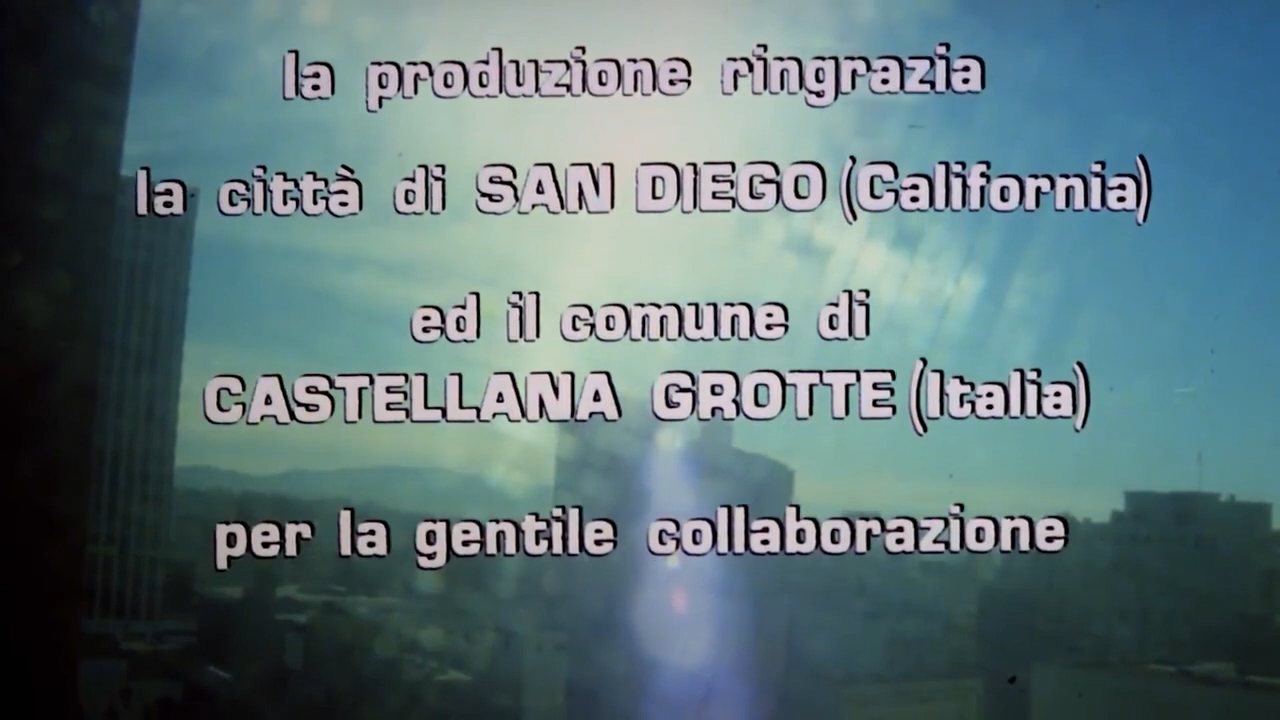 la produzione ringrazia
la città di SAN DIEGO (California)
ed il comune di
CASTELLANA GROTTE (Italia)
per la gentile collaborazione